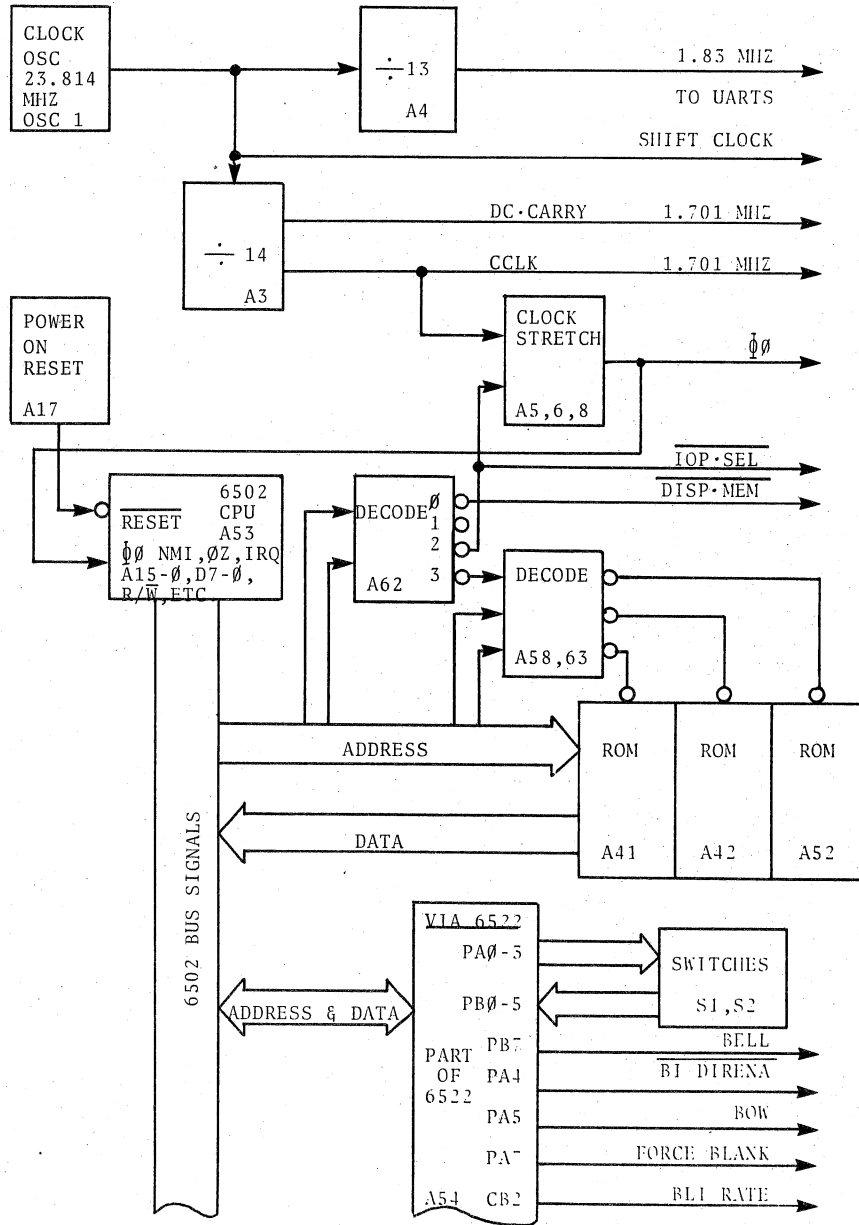 CLOCK
OSC
23.814
MHZ
OSC 1
÷13
A4
1.83 MHZ
TO UARTS
SHIFT CLOCK
÷ 14
A3
DC·CARRY 1.701 MHZ
CCLK 1.701 MHZ
POWER
ON
RESET
A17
CLOCK
STRETCH
A5,6,8
Φ0
IOP·SEL
DISP·MEM
6502
CPU
A53
RESET
Φ0 NMI,ØZ,IRQ
A15-Ø,D7-Ø,
R/W,ETC
DECODE
Ø
1
2
3
A62
DECODE
A58,63
ADDRESS
DATA
ROM
A41
ROM
A42
ROM
A52
6502 BUS SIGNALS
ADDRESS & DATA
VIA 6522
PAØ-3
PBØ-5
PB7
PA4
PA5
PA7
CB2
PART
OF
6522
A54
SWITCHES
S1,S2
BELL
BI DIRENA
BOW
FORCE BLANK
BLI RATE